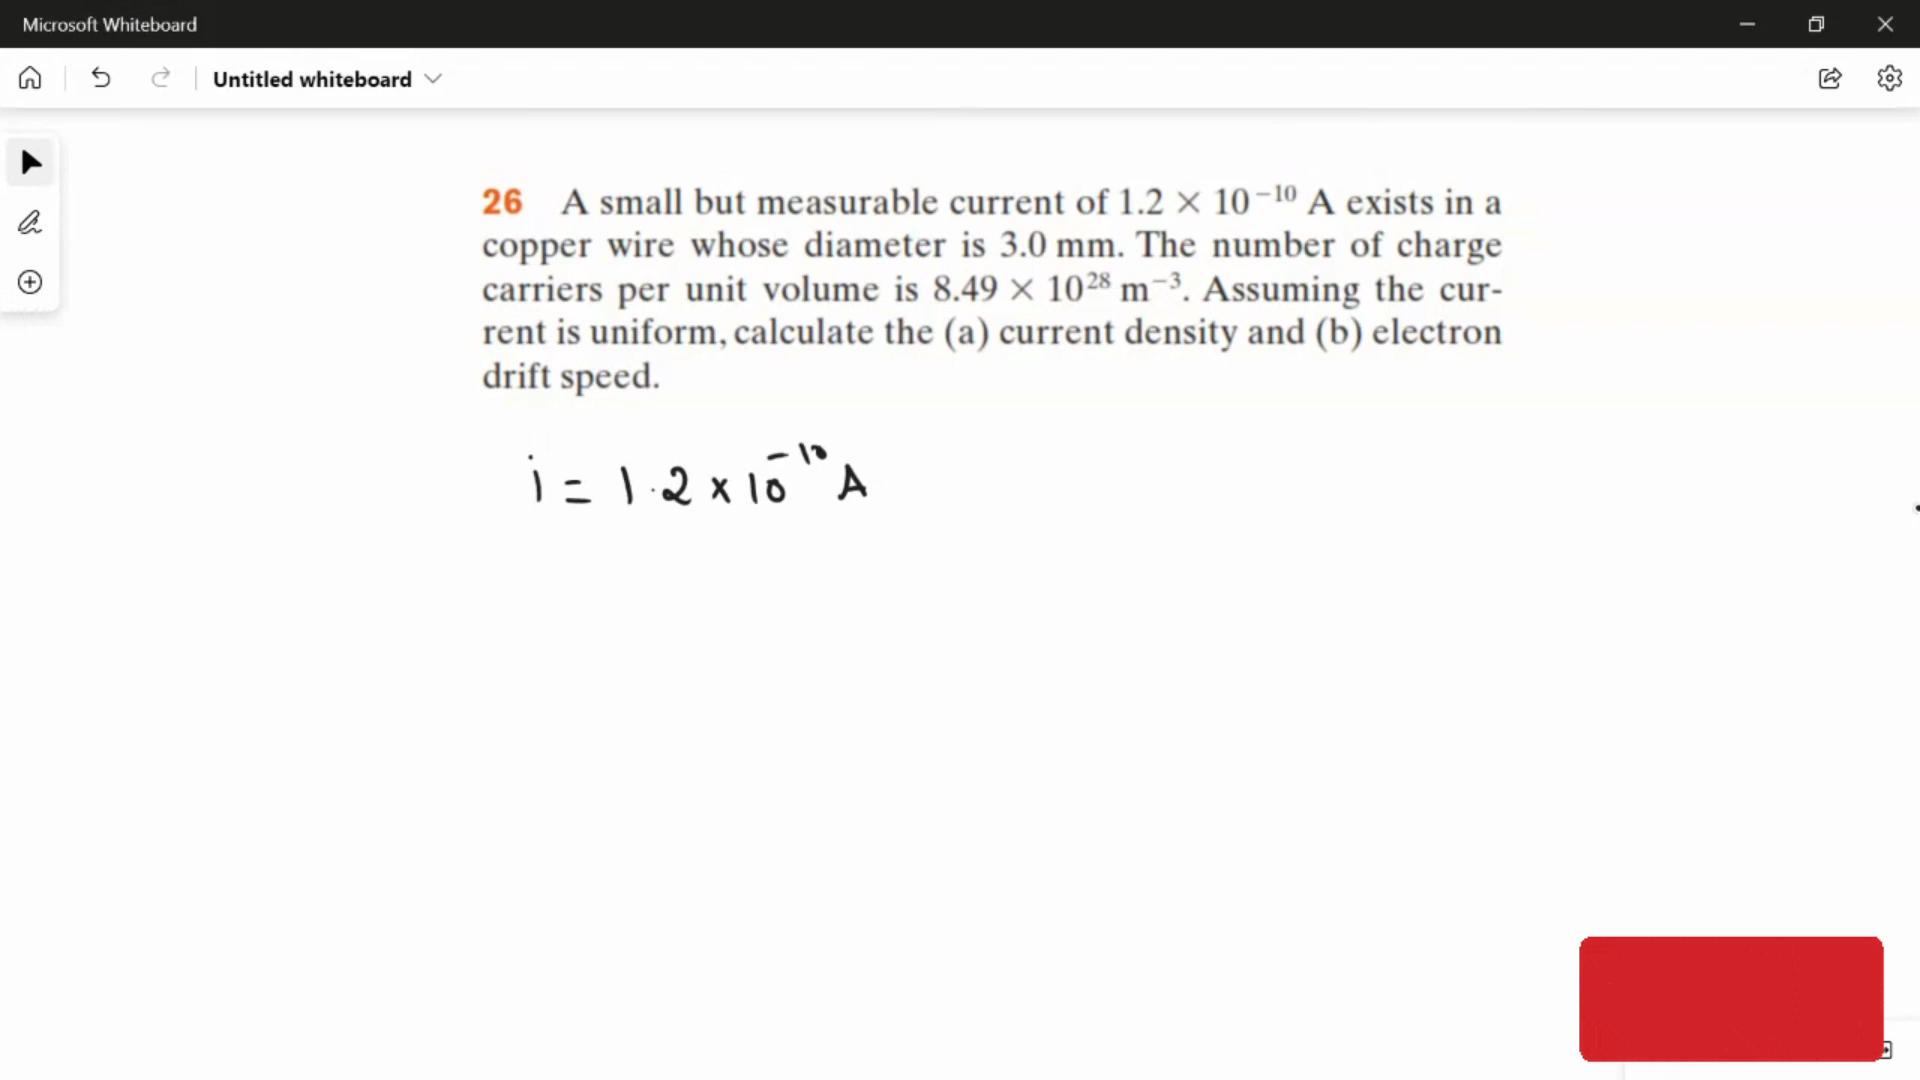 Microsoft Whiteboard
Untitled whiteboard
26 A small but measurable current of 1.2 × 10⁻¹⁰ A exists in a
copper wire whose diameter is 3.0 mm. The number of charge
carriers per unit volume is 8.49 × 10²⁸ m⁻³. Assuming the cur-
rent is uniform, calculate the (a) current density and (b) electron
drift speed.
i = 1.2 × 10⁻¹⁰ A